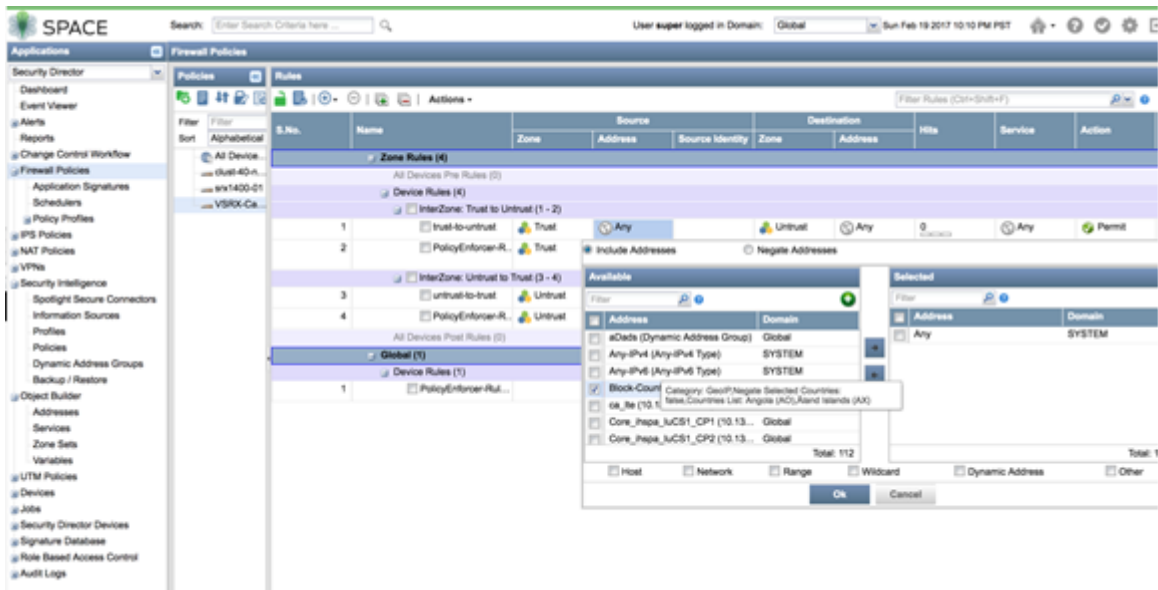 SPACE
Search: Enter Search Criteria here ...
User super logged in Domain: Global Sun Feb 19 2017 10:10 PM PST
Applications
Security Director
Dashboard
Event Viewer
Alerts
Reports
Change Control Workflow
Firewall Policies
Application Signatures
Schedulers
Policy Profiles
IPS Policies
NAT Policies
VPNs
Security Intelligence
Spotlight Secure Connectors
Information Sources
Profiles
Policies
Dynamic Address Groups
Backup / Restore
Object Builder
Addresses
Services
Zone Sets
Variables
UTM Policies
Devices
Jobs
Security Director Devices
Signature Database
Role Based Access Control
Audit Logs
Firewall Policies
Policies
Filter Filter
Sort Alphabetical
All Device...
clust-40-n...
srx1400-01
VSRX-Ca...
Rules
Actions
Filter Rules (Ctrl+Shift+F)
Source Destination
S.No. Name Zone Address Source Identity Zone Address Hits Service Action
Zone Rules (4)
All Devices Pre Rules (0)
Device Rules (4)
InterZone: Trust to Untrust (1 - 2)
1 trust-to-untrust Trust Any Untrust Any 0 Any Permit
2 PolicyEnforcer-R... Trust
InterZone: Untrust to Trust (3 - 4)
3 untrust-to-trust Untrust
4 PolicyEnforcer-R... Untrust
All Devices Post Rules (0)
Global (1)
Device Rules (1)
1 PolicyEnforcer-Rul...
Include Addresses Negate Addresses
Available
Filter
Address Domain
aDads (Dynamic Address Group) Global
Any-IPv4 (Any-IPv4 Type) SYSTEM
Any-IPv6 (Any-IPv6 Type) SYSTEM
Block-Coun
Category: GeoIP,Negate Selected Countries:
false,Countries List: Angola (AO),Aland Islands (AX)
Core_ihspa_luCS1_CP1 (10.13... Global
Core_ihspa_luCS1_CP2 (10.13... Global
Total: 112
Selected
Filter
Address Domain
Any SYSTEM
Total: 1
Host Network Range Wildcard Dynamic Address Other
Ok Cancel